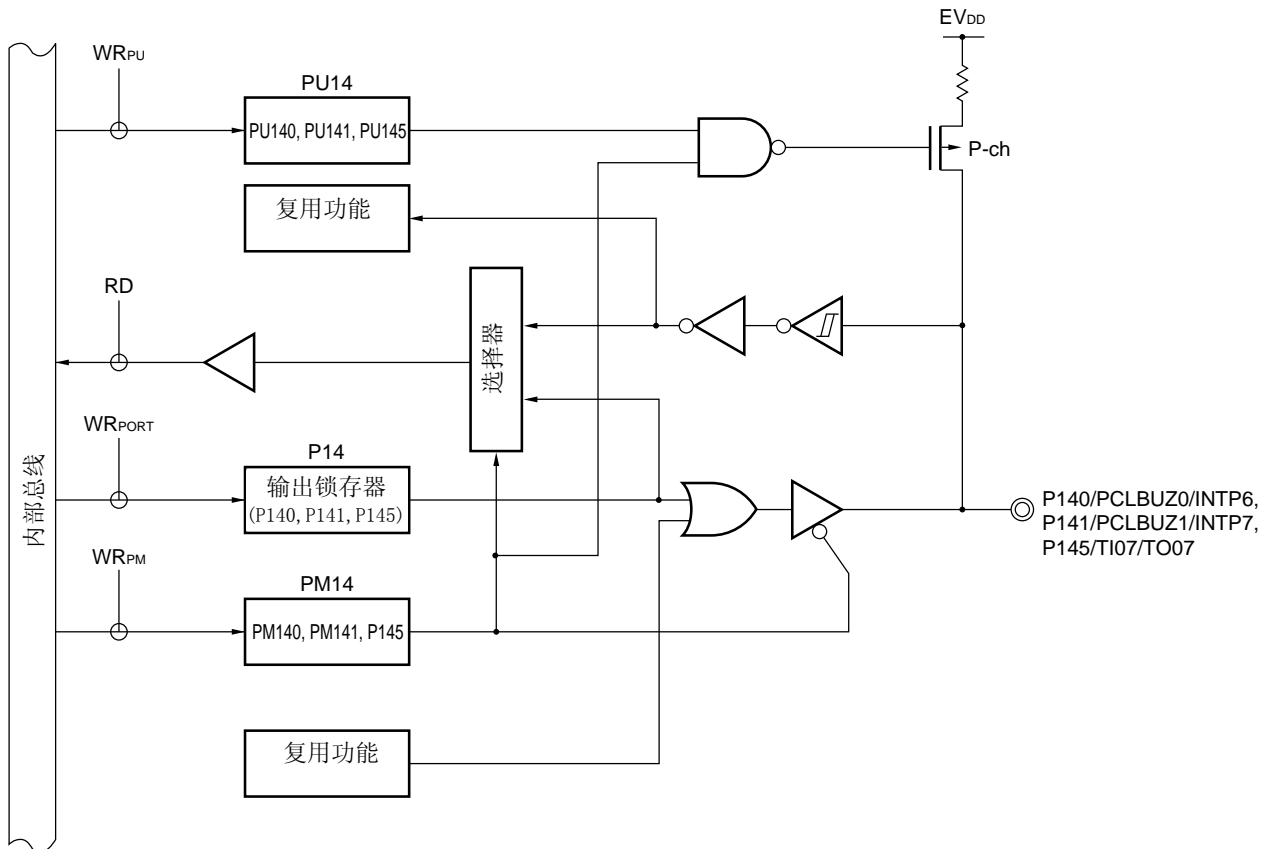 EVDD
WRPU
PU14
PU140, PU141, PU145
P-ch
复用功能
RD
选择器
WRPORT
P14
输出锁存器
(P140, P141, P145)
内部总线
P140/PCLBUZ0/INTP6,
P141/PCLBUZ1/INTP7,
P145/TI07/TO07
WRPM
PM14
PM140, PM141, P145
复用功能